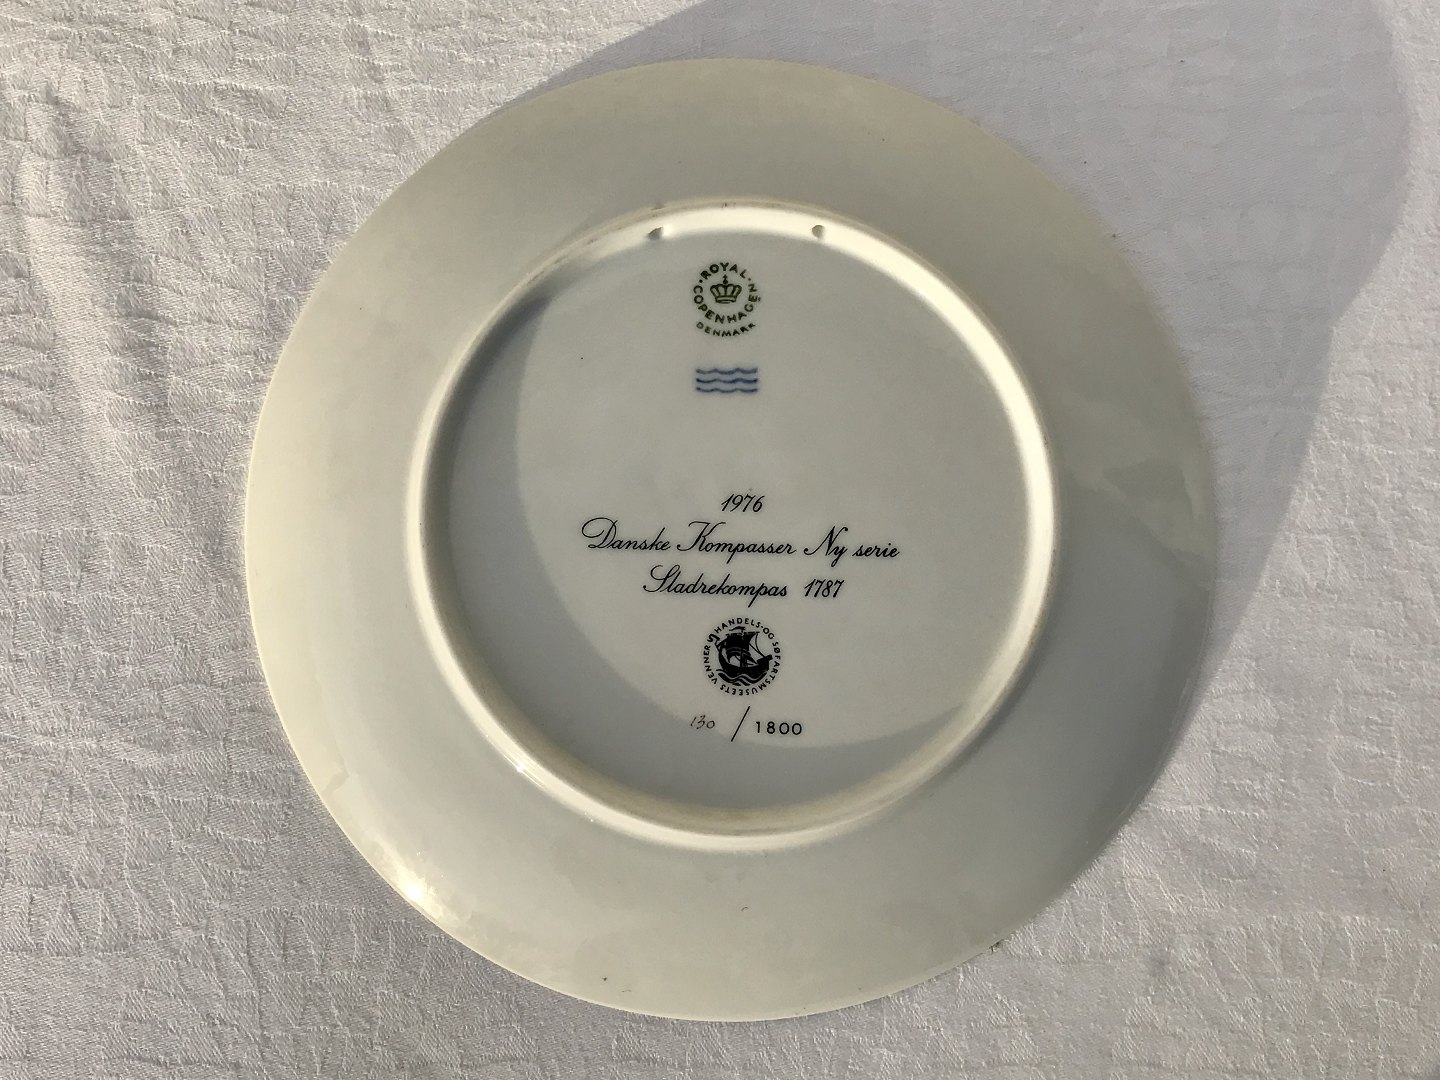 ROYAL COPENHAGEN
DENMARK
1976
Danske Kompasser Ny serie
Sladrekompas 1787
HANDELS-OG SØFARTSMUSEETS VENNER
130 / 1800